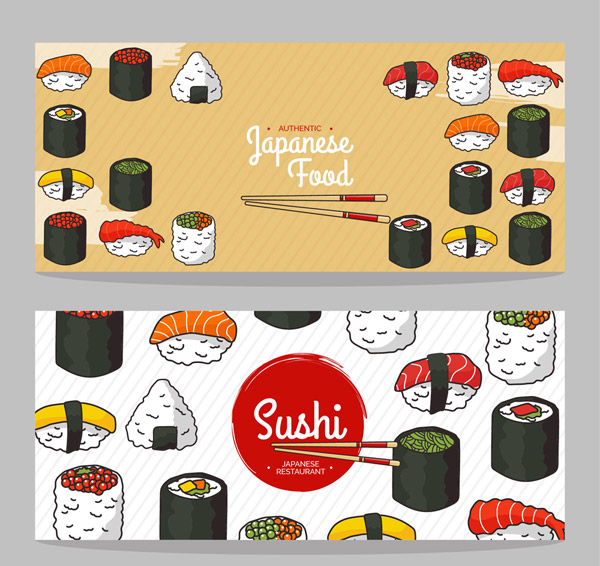 • AUTHENTIC •
Japanese
Food
Sushi
JAPANESE
• RESTAURANT •